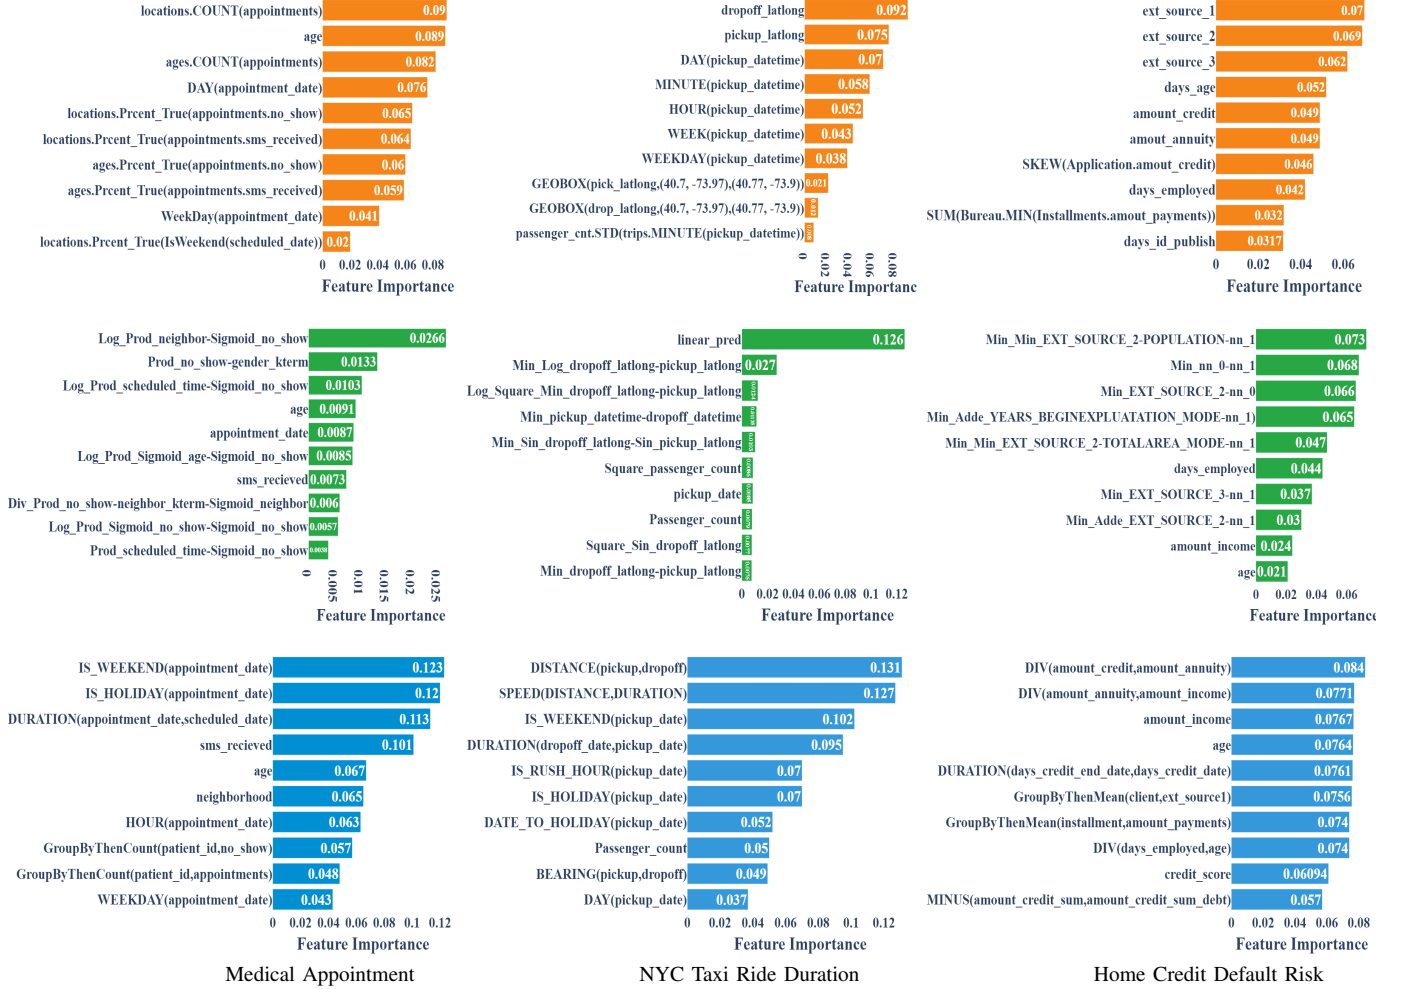 locations.COUNT(appointments) 0.09
age 0.089
ages.COUNT(appointments) 0.082
DAY(appointment_date) 0.076
locations.Prcent_True(appointments.no_show) 0.065
locations.Prcent_True(appointments.sms_received) 0.064
ages.Prcent_True(appointments.no_show) 0.06
ages.Prcent_True(appointments.sms_received) 0.059
WeekDay(appointment_date) 0.041
locations.Prcent_True(IsWeekend(scheduled_date)) 0.02
0 0.02 0.04 0.06 0.08
Feature Importance
dropoff_latlong 0.092
pickup_latlong 0.075
DAY(pickup_datetime) 0.07
MINUTE(pickup_datetime) 0.058
HOUR(pickup_datetime) 0.052
WEEK(pickup_datetime) 0.043
WEEKDAY(pickup_datetime) 0.038
GEOBOX(pick_latlong,(40.7, -73.97),(40.77, -73.9)) 0.021
GEOBOX(drop_latlong,(40.7, -73.97),(40.77, -73.9))
passenger_cnt.STD(trips.MINUTE(pickup_datetime))
0 0.02 0.04 0.06 0.08
Feature Importanc
ext_source_1 0.07
ext_source_2 0.069
ext_source_3 0.062
days_age 0.052
amount_credit 0.049
amout_annuity 0.049
SKEW(Application.amout_credit) 0.046
days_employed 0.042
SUM(Bureau.MIN(Installments.amout_payments)) 0.032
days_id_publish 0.0317
0 0.02 0.04 0.06
Feature Importance
Log_Prod_neighbor-Sigmoid_no_show 0.0266
Prod_no_show-gender_kterm 0.0133
Log_Prod_scheduled_time-Sigmoid_no_show 0.0103
age 0.0091
appointment_date 0.0087
Log_Prod_Sigmoid_age-Sigmoid_no_show 0.0085
sms_recieved 0.0073
Div_Prod_no_show-neighbor_kterm-Sigmoid_neighbor 0.006
Log_Prod_Sigmoid_no_show-Sigmoid_no_show 0.0057
Prod_scheduled_time-Sigmoid_no_show 0.0038
0 0.005 0.01 0.015 0.02 0.025
Feature Importance
linear_pred 0.126
Min_Log_dropoff_latlong-pickup_latlong 0.027
Log_Square_Min_dropoff_latlong-pickup_latlong
Min_pickup_datetime-dropoff_datetime
Min_Sin_dropoff_latlong-Sin_pickup_latlong
Square_passenger_count
pickup_date
Passenger_count
Square_Sin_dropoff_latlong
Min_dropoff_latlong-pickup_latlong
0 0.02 0.04 0.06 0.08 0.1 0.12
Feature Importance
Min_Min_EXT_SOURCE_2-POPULATION-nn_1 0.073
Min_nn_0-nn_1 0.068
Min_EXT_SOURCE_2-nn_0 0.066
Min_Adde_YEARS_BEGINEXPLUATATION_MODE-nn_1) 0.065
Min_Min_EXT_SOURCE_2-TOTALAREA_MODE-nn_1 0.047
days_employed 0.044
Min_EXT_SOURCE_3-nn_1 0.037
Min_Adde_EXT_SOURCE_2-nn_1 0.03
amount_income 0.024
age 0.021
0 0.02 0.04 0.06
Feature Importance
IS_WEEKEND(appointment_date) 0.123
IS_HOLIDAY(appointment_date) 0.12
DURATION(appointment_date,scheduled_date) 0.113
sms_recieved 0.101
age 0.067
neighborhood 0.065
HOUR(appointment_date) 0.063
GroupByThenCount(patient_id,no_show) 0.057
GroupByThenCount(patient_id,appointments) 0.048
WEEKDAY(appointment_date) 0.043
0 0.02 0.04 0.06 0.08 0.1 0.12
Feature Importance
DISTANCE(pickup,dropoff) 0.131
SPEED(DISTANCE,DURATION) 0.127
IS_WEEKEND(pickup_date) 0.102
DURATION(dropoff_date,pickup_date) 0.095
IS_RUSH_HOUR(pickup_date) 0.07
IS_HOLIDAY(pickup_date) 0.07
DATE_TO_HOLIDAY(pickup_date) 0.052
Passenger_count 0.05
BEARING(pickup,dropoff) 0.049
DAY(pickup_date) 0.037
0 0.02 0.04 0.06 0.08 0.1 0.12
Feature Importance
DIV(amount_credit,amount_annuity) 0.084
DIV(amount_annuity,amount_income) 0.0771
amount_income 0.0767
age 0.0764
DURATION(days_credit_end_date,days_credit_date) 0.0761
GroupByThenMean(client,ext_source1) 0.0756
GroupByThenMean(installment,amount_payments) 0.074
DIV(days_employed,age) 0.074
credit_score 0.06094
MINUS(amount_credit_sum,amount_credit_sum_debt) 0.057
0 0.02 0.04 0.06 0.08
Feature Importance
Medical Appointment
NYC Taxi Ride Duration
Home Credit Default Risk